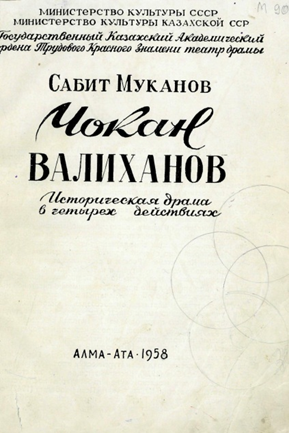 М 90
МИНИСТЕРСТВО КУЛЬТУРЫ СССР
МИНИСТЕРСТВО КУЛЬТУРЫ КАЗАХСКОЙ ССР
Государственный Казахский Академический
ордена Трудового Красного Знамени театр драмы
САБИТ МУКАНОВ
Чокан
ВАЛИХАНОВ
Историческая драма
в четырех действиях
АЛМА-АТА·1958